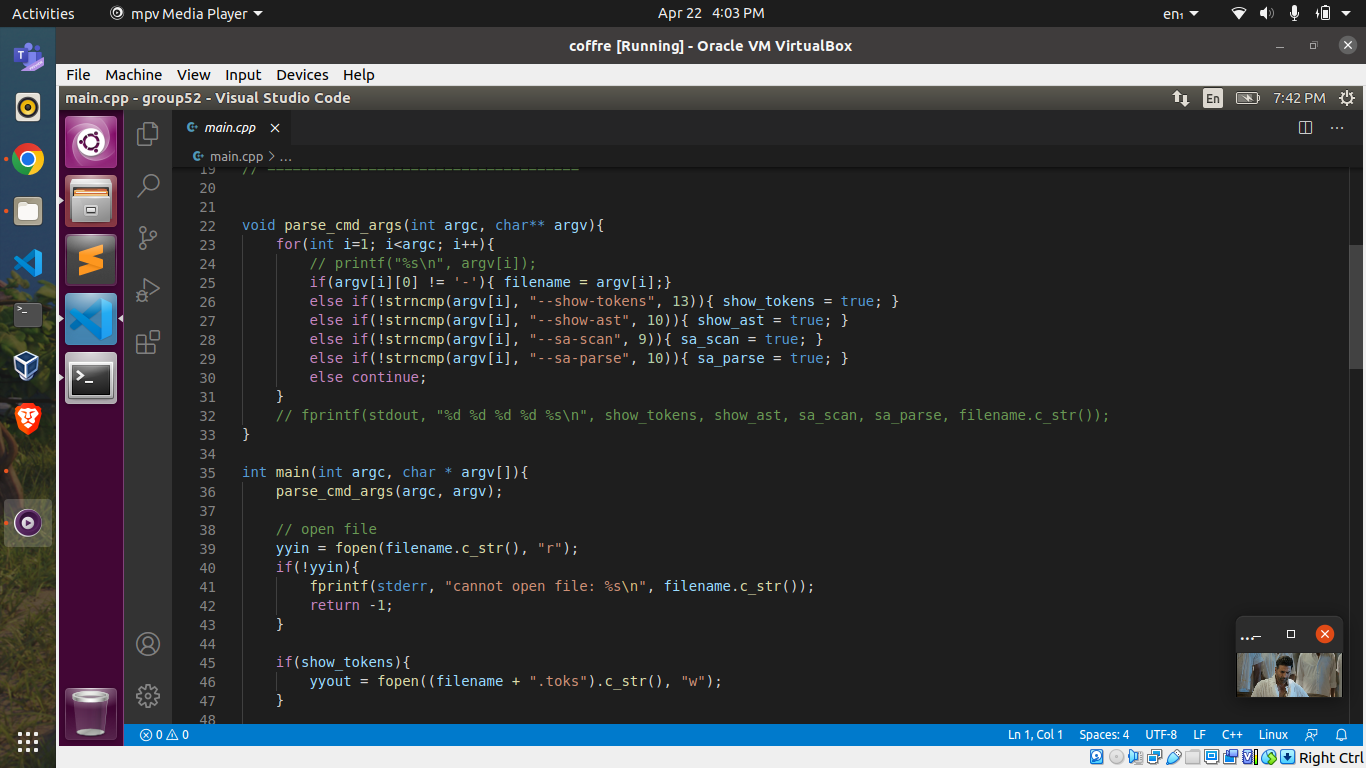 Activities
mpv Media Player
Apr 22 4:03 PM
en₁
coffre [Running] - Oracle VM VirtualBox
File Machine View Input Devices Help
main.cpp - group52 - Visual Studio Code
En
7:42 PM
main.cpp
main.cpp > ...
19 // =====================================
20
21
22 void parse_cmd_args(int argc, char** argv){
23     for(int i=1; i<argc; i++){
24         // printf("%s\n", argv[i]);
25         if(argv[i][0] != '-'){ filename = argv[i];}
26         else if(!strncmp(argv[i], "--show-tokens", 13)){ show_tokens = true; }
27         else if(!strncmp(argv[i], "--show-ast", 10)){ show_ast = true; }
28         else if(!strncmp(argv[i], "--sa-scan", 9)){ sa_scan = true; }
29         else if(!strncmp(argv[i], "--sa-parse", 10)){ sa_parse = true; }
30         else continue;
31     }
32     // fprintf(stdout, "%d %d %d %d %s\n", show_tokens, show_ast, sa_scan, sa_parse, filename.c_str());
33 }
34
35 int main(int argc, char * argv[]){
36     parse_cmd_args(argc, argv);
37
38     // open file
39     yyin = fopen(filename.c_str(), "r");
40     if(!yyin){
41         fprintf(stderr, "cannot open file: %s\n", filename.c_str());
42         return -1;
43     }
44
45     if(show_tokens){
46         yyout = fopen((filename + ".toks").c_str(), "w");
47     }
48
...
0 0
Ln 1, Col 1
Spaces: 4
UTF-8
LF
C++
Linux
Right Ctrl